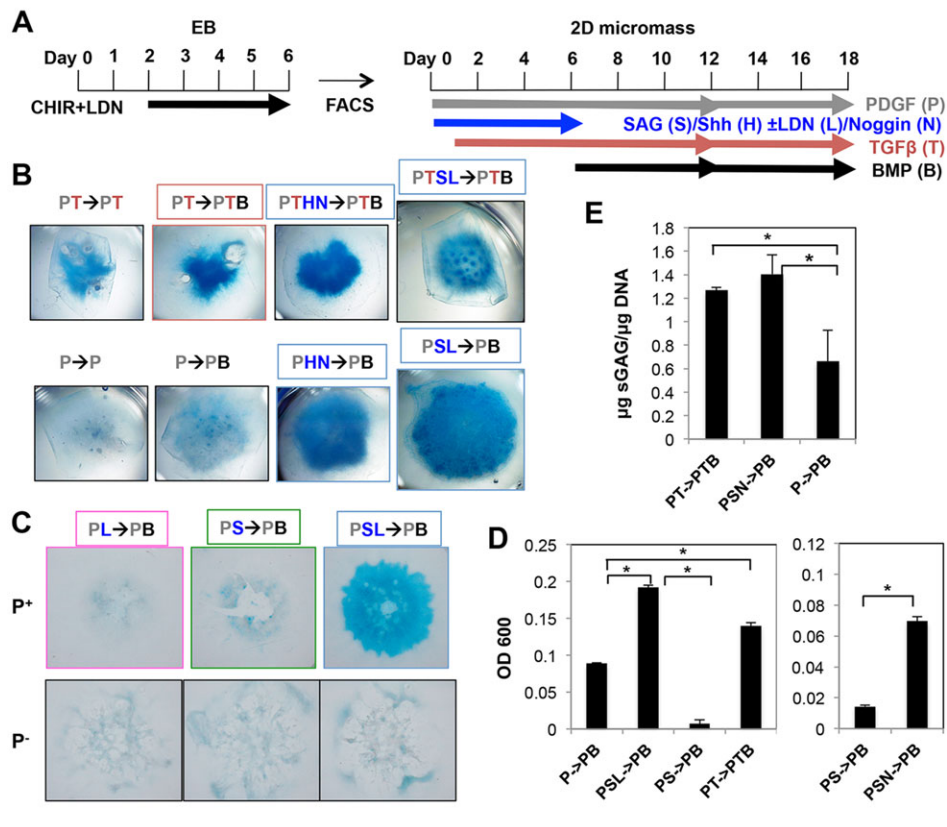 A
EB
2D micromass
Day 0 1 2 3 4 5 6
Day 0 2 4 6 8 10 12 14 16 18
CHIR+LDN
FACS
PDGF (P)
SAG (S)/Shh (H) ±LDN (L)/Noggin (N)
TGFβ (T)
BMP (B)
B
PT→PT
PT→PTB
PTHN→PTB
PTSL→PTB
P→P
P→PB
PHN→PB
PSL→PB
C
PL→PB
PS→PB
PSL→PB
P⁺
P⁻
E
µg sGAG/µg DNA
1.8
1.6
1.4
1.2
1
0.8
0.6
0.4
0.2
0
* *
PT->PTB
PSN->PB
P->PB
D
OD 600
0.25
0.2
0.15
0.1
0.05
0
* * *
P->PB
PSL->PB
PS->PB
PT->PTB
0.12
0.1
0.08
0.06
0.04
0.02
0
*
PS->PB
PSN->PB